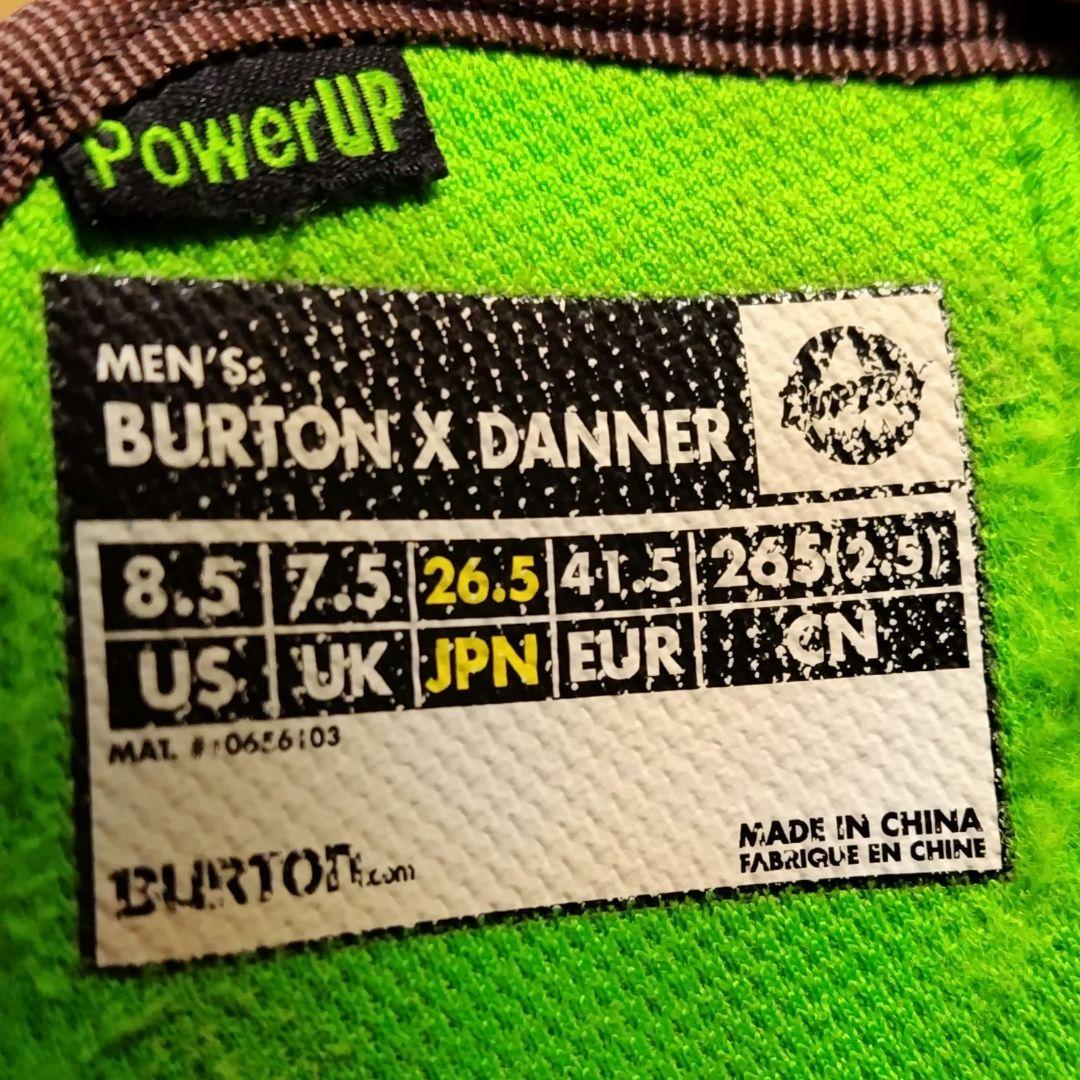 PowerUP
MEN'S:
BURTON X DANNER
8.5 7.5 26.5 41.5 265(2.5)
US UK JPN EUR CN
MAT. #10656103
BURTON.com
MADE IN CHINA
FABRIQUE EN CHINE